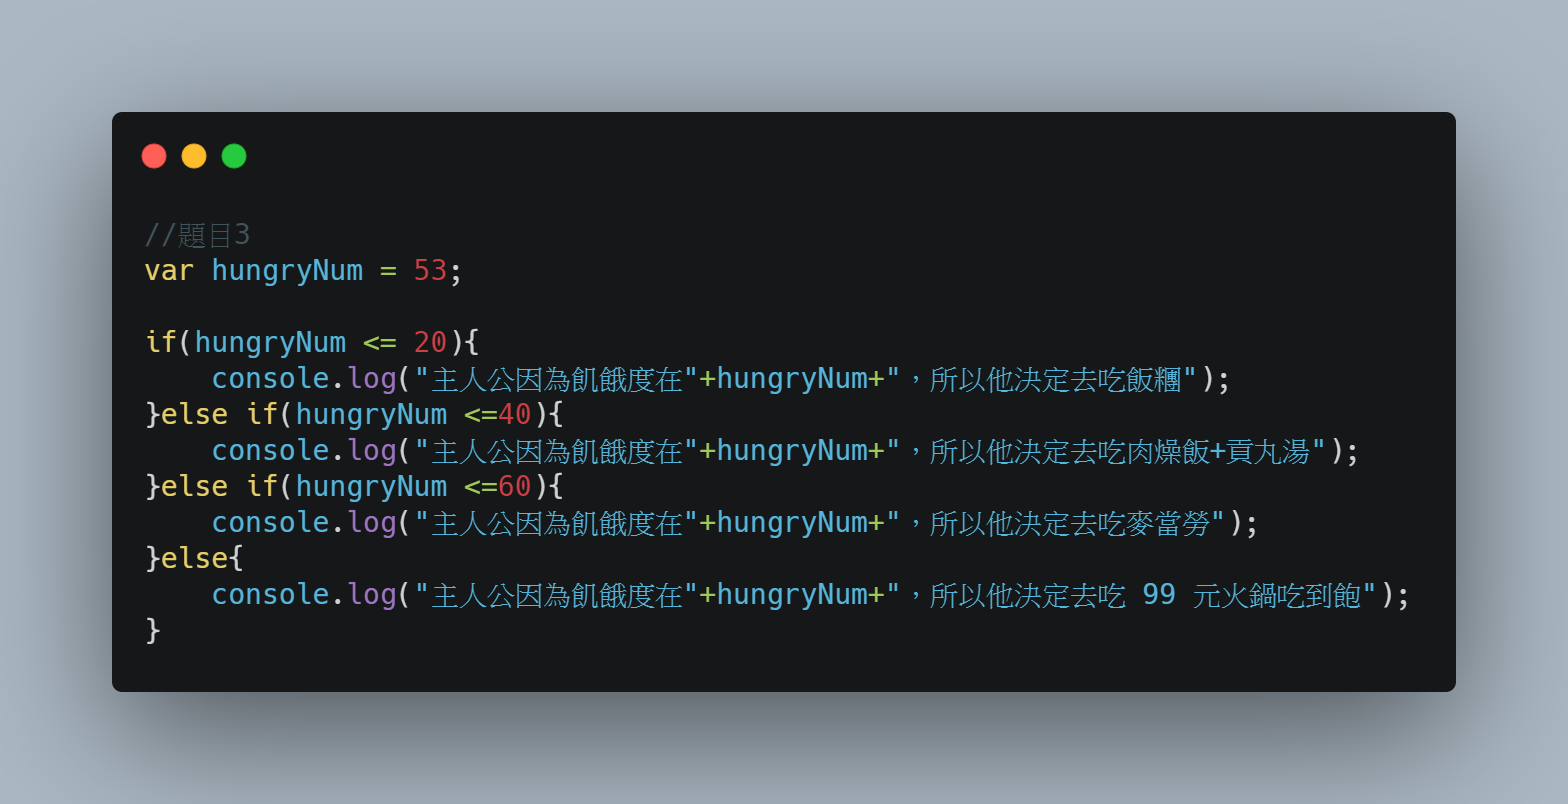 //題目3
var hungryNum = 53;
if(hungryNum <= 20){
    console.log("主人公因為飢餓度在"+hungryNum+"，所以他決定去吃飯糰");
}else if(hungryNum <=40){
    console.log("主人公因為飢餓度在"+hungryNum+"，所以他決定去吃肉燥飯+貢丸湯");
}else if(hungryNum <=60){
    console.log("主人公因為飢餓度在"+hungryNum+"，所以他決定去吃麥當勞");
}else{
    console.log("主人公因為飢餓度在"+hungryNum+"，所以他決定去吃 99 元火鍋吃到飽");
}